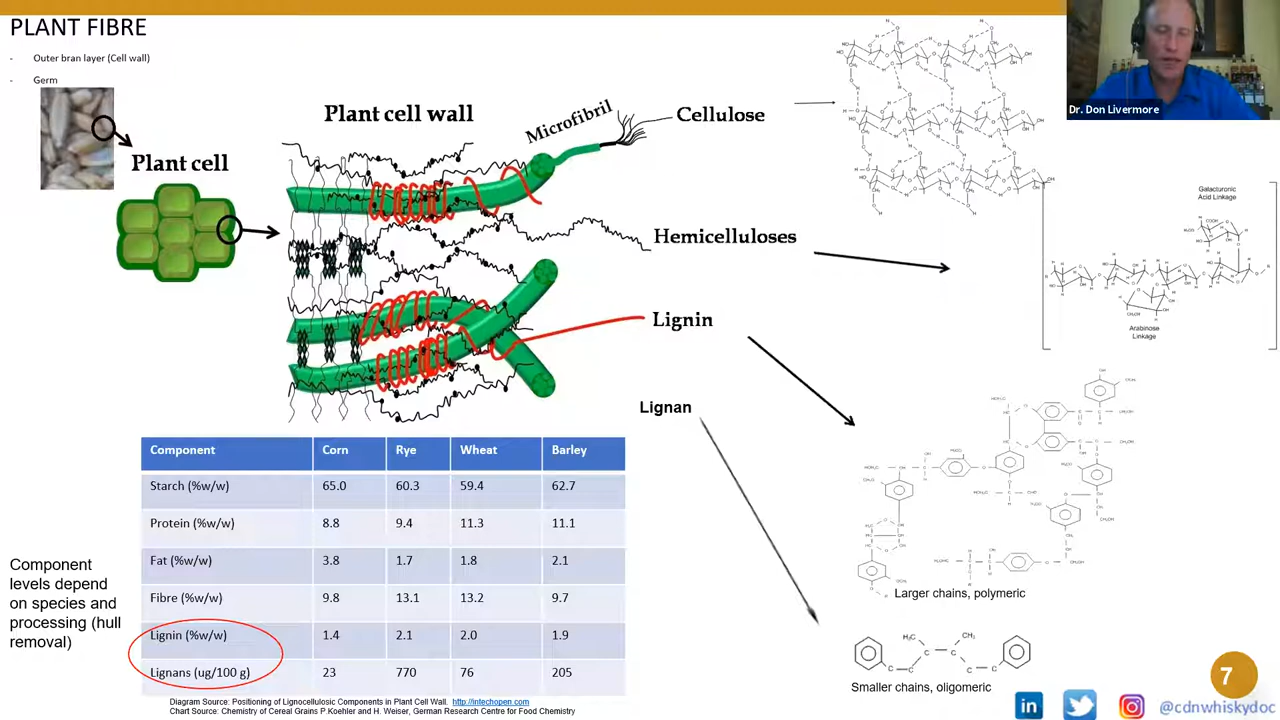 PLANT FIBRE
- Outer bran layer (Cell wall)
- Germ
Plant cell
Plant cell wall
Microfibril
Cellulose
Hemicelluloses
Lignin
Lignan
Dr. Don Livermore
Galacturonic
Acid Linkage
Arabinose
Linkage
Larger chains, polymeric
H₃C
CH₃
Smaller chains, oligomeric
Component Corn Rye Wheat Barley
Starch (%w/w) 65.0 60.3 59.4 62.7
Protein (%w/w) 8.8 9.4 11.3 11.1
Fat (%w/w) 3.8 1.7 1.8 2.1
Fibre (%w/w) 9.8 13.1 13.2 9.7
Lignin (%w/w) 1.4 2.1 2.0 1.9
Lignans (ug/100 g) 23 770 76 205
Component
levels depend
on species and
processing (hull
removal)
Diagram Source: Positioning of Lignocellulosic Components in Plant Cell Wall. http://intechopen.com
Chart Source: Chemistry of Cereal Grains P Koehler and H. Weiser, German Research Centre for Food Chemistry
7
in
@cdnwhiskydoc